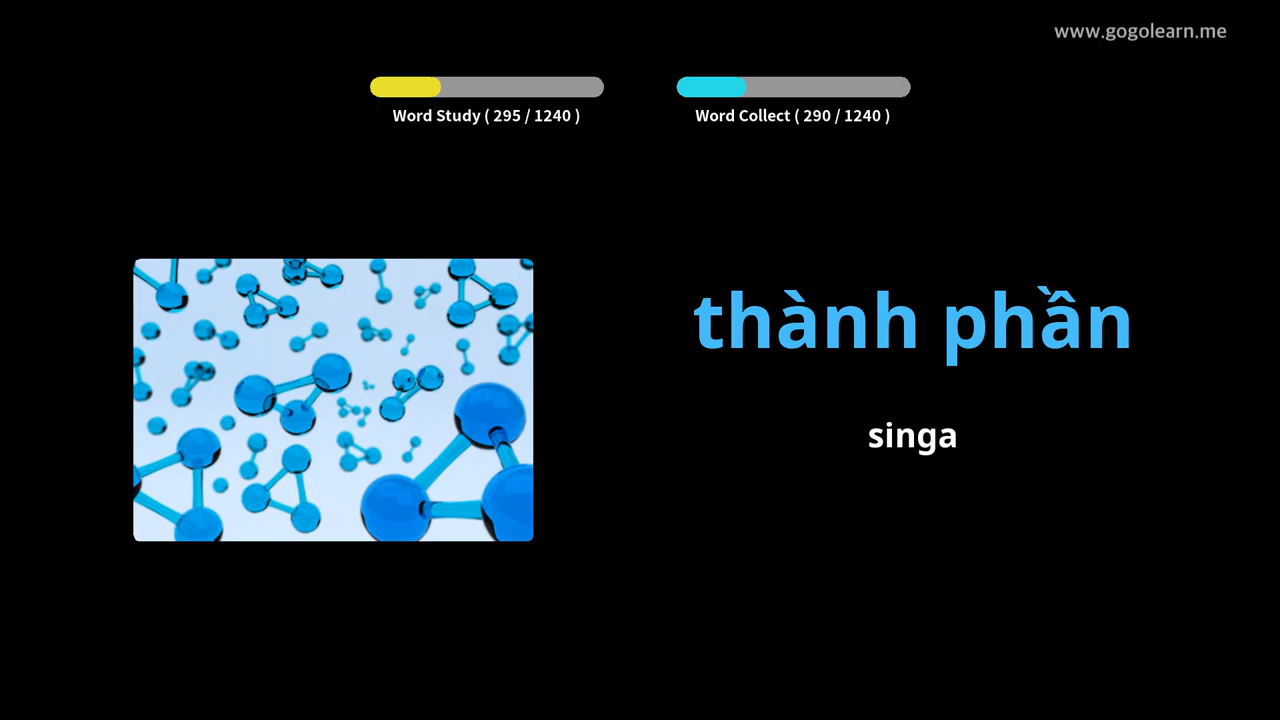 www.gogolearn.me
Word Study ( 295 / 1240 )
Word Collect ( 290 / 1240 )
thành phần
singa